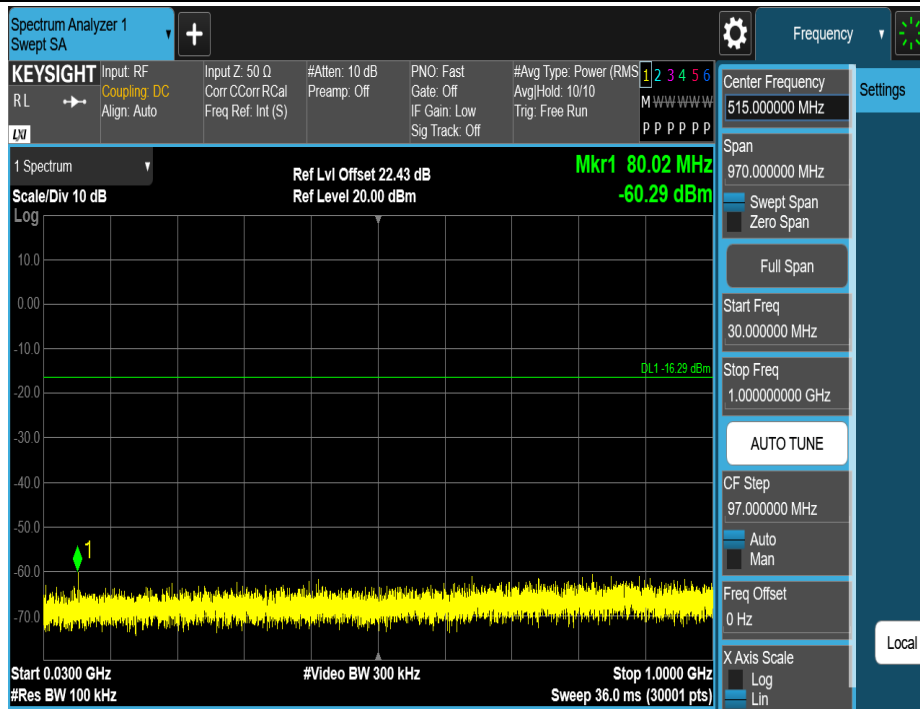 Spectrum Analyzer 1
Swept SA
+
Frequency
KEYSIGHT
RL
LXI
Input: RF
Coupling: DC
Align: Auto
Input Z: 50 Ω
Corr CCorr RCal
Freq Ref: Int (S)
#Atten: 10 dB
Preamp: Off
PNO: Fast
Gate: Off
IF Gain: Low
Sig Track: Off
#Avg Type: Power (RMS
Avg|Hold: 10/10
Trig: Free Run
1 2 3 4 5 6
M W W W W W
P P P P P P
Center Frequency
515.000000 MHz
Settings
Span
970.000000 MHz
Swept Span
Zero Span
Full Span
Start Freq
30.000000 MHz
Stop Freq
1.000000000 GHz
AUTO TUNE
CF Step
97.000000 MHz
Auto
Man
Freq Offset
0 Hz
X Axis Scale
Log
Lin
Local
1 Spectrum
Scale/Div 10 dB
Log
Ref Lvl Offset 22.43 dB
Ref Level 20.00 dBm
Mkr1 80.02 MHz
-60.29 dBm
10.0
0.00
-10.0
DL1 -16.29 dBm
-20.0
-30.0
-40.0
-50.0
1
-60.0
-70.0
Start 0.0300 GHz
#Video BW 300 kHz
Stop 1.0000 GHz
#Res BW 100 kHz
Sweep 36.0 ms (30001 pts)